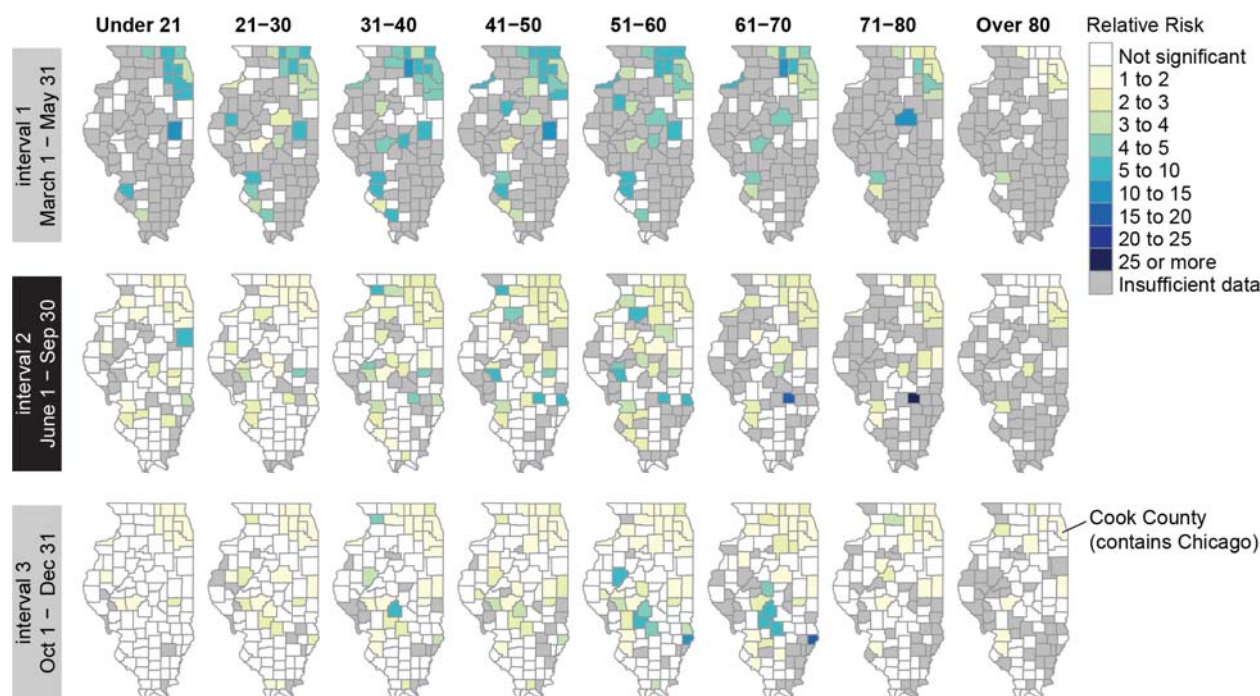 Under 21 21−30 31−40 41−50 51−60 61−70 71−80 Over 80
Relative Risk
Not significant
1 to 2
2 to 3
3 to 4
4 to 5
5 to 10
10 to 15
15 to 20
20 to 25
25 or more
Insufficient data
interval 1
March 1 − May 31
interval 2
June 1 − Sep 30
interval 3
Oct 1 − Dec 31
Cook County
(contains Chicago)